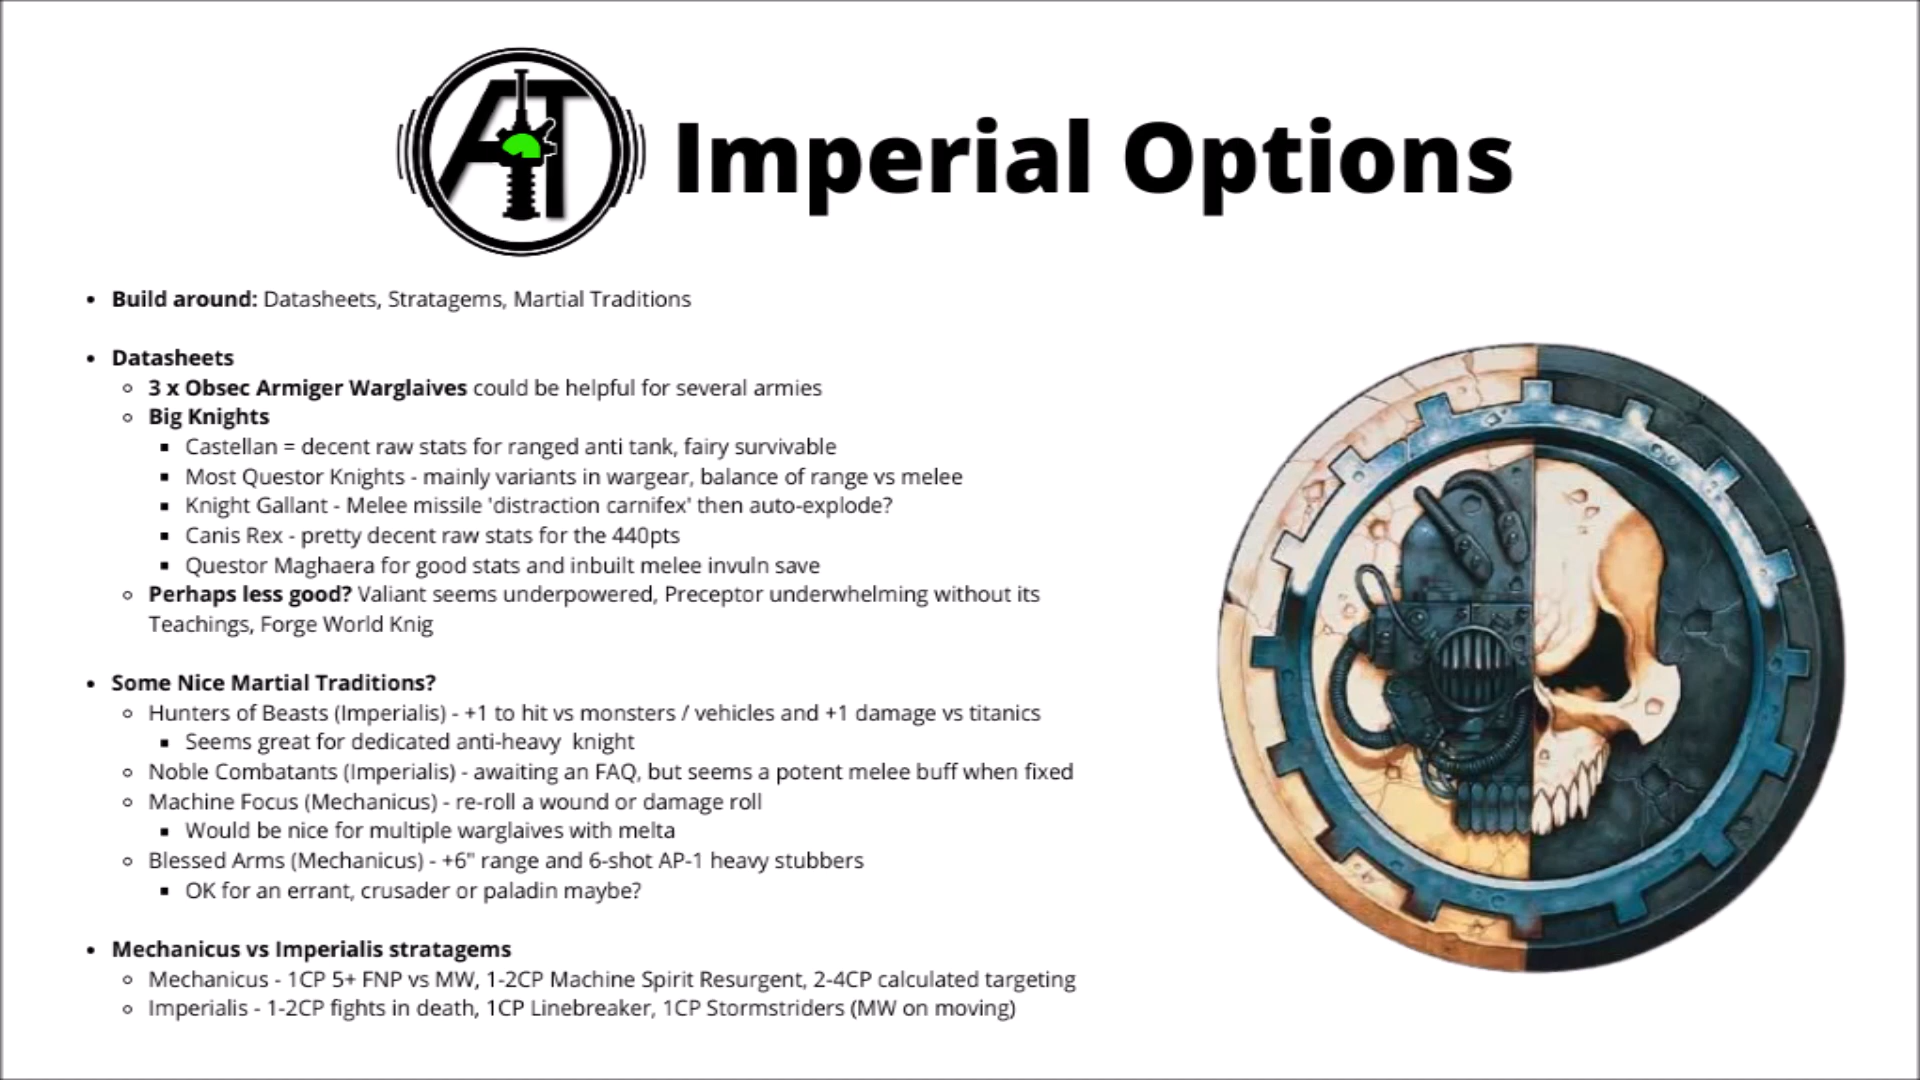 AT
Imperial Options
• Build around: Datasheets, Stratagems, Martial Traditions
• Datasheets
○ 3 x Obsec Armiger Warglaives could be helpful for several armies
○ Big Knights
▪ Castellan = decent raw stats for ranged anti tank, fairy survivable
▪ Most Questor Knights - mainly variants in wargear, balance of range vs melee
▪ Knight Gallant - Melee missile 'distraction carnifex' then auto-explode?
▪ Canis Rex - pretty decent raw stats for the 440pts
▪ Questor Maghaera for good stats and inbuilt melee invuln save
○ Perhaps less good? Valiant seems underpowered, Preceptor underwhelming without its
Teachings, Forge World Knig
• Some Nice Martial Traditions?
○ Hunters of Beasts (Imperialis) - +1 to hit vs monsters / vehicles and +1 damage vs titanics
▪ Seems great for dedicated anti-heavy  knight
○ Noble Combatants (Imperialis) - awaiting an FAQ, but seems a potent melee buff when fixed
○ Machine Focus (Mechanicus) - re-roll a wound or damage roll
▪ Would be nice for multiple warglaives with melta
○ Blessed Arms (Mechanicus) - +6" range and 6-shot AP-1 heavy stubbers
▪ OK for an errant, crusader or paladin maybe?
• Mechanicus vs Imperialis stratagems
○ Mechanicus - 1CP 5+ FNP vs MW, 1-2CP Machine Spirit Resurgent, 2-4CP calculated targeting
○ Imperialis - 1-2CP fights in death, 1CP Linebreaker, 1CP Stormstriders (MW on moving)